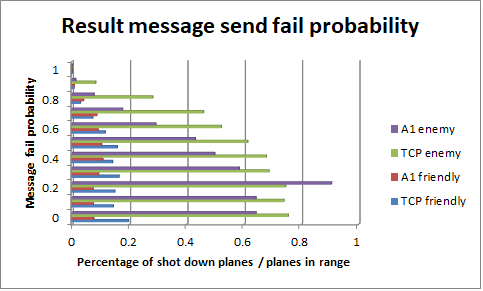 Result message send fail probability
Message fail probability
1
0.8
0.6
0.4
0.2
0
0 0.2 0.4 0.6 0.8 1
Percentage of shot down planes / planes in range
A1 enemy
TCP enemy
A1 friendly
TCP friendly